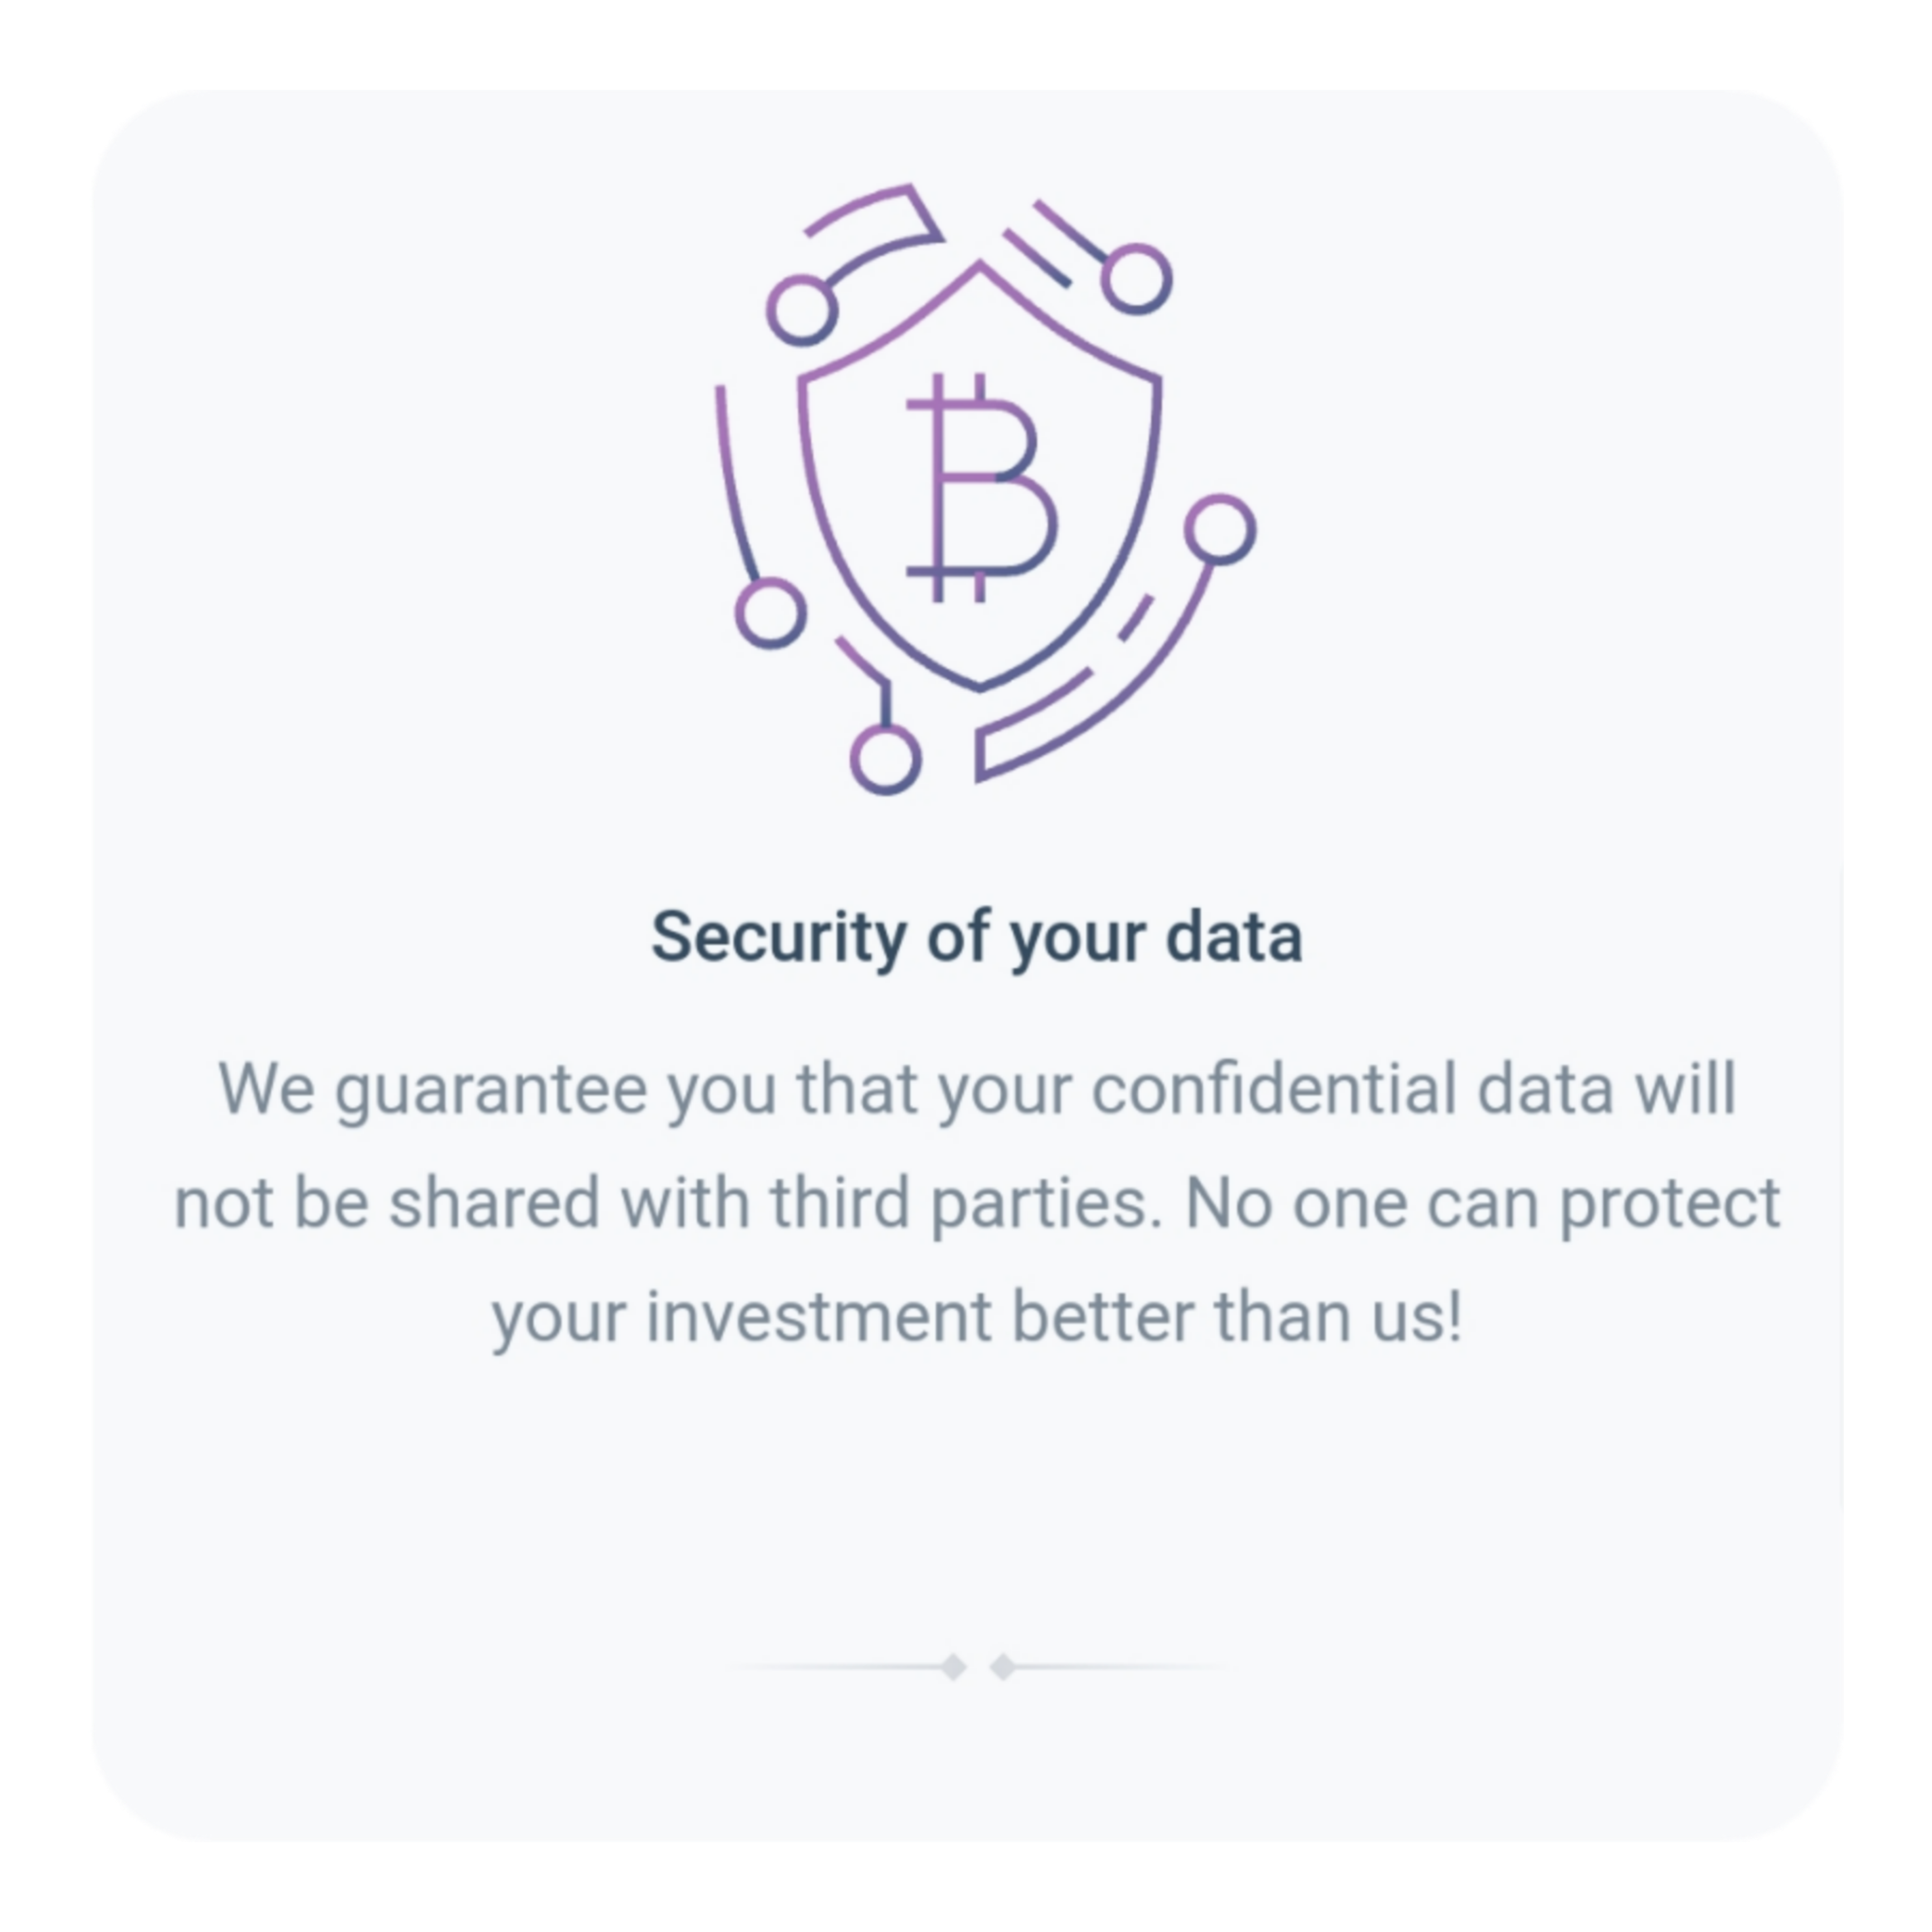 Security of your data
We guarantee you that your confidential data will
not be shared with third parties. No one can protect
your investment better than us!